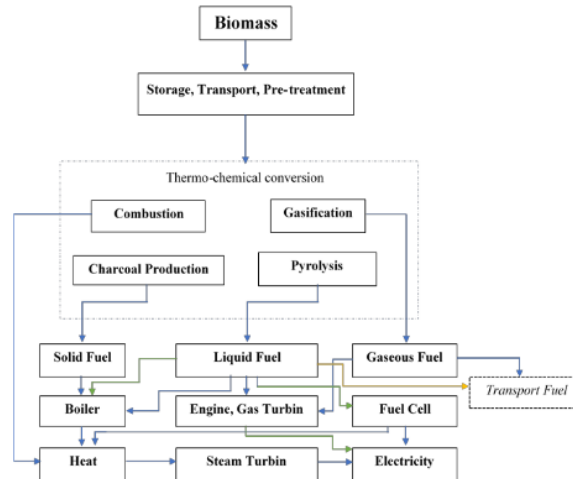 Biomass
Storage, Transport, Pre-treatment
Thermo-chemical conversion
Combustion
Gasification
Charcoal Production
Pyrolysis
Solid Fuel
Liquid Fuel
Gaseous Fuel
Transport Fuel
Boiler
Engine, Gas Turbin
Fuel Cell
Heat
Steam Turbin
Electricity